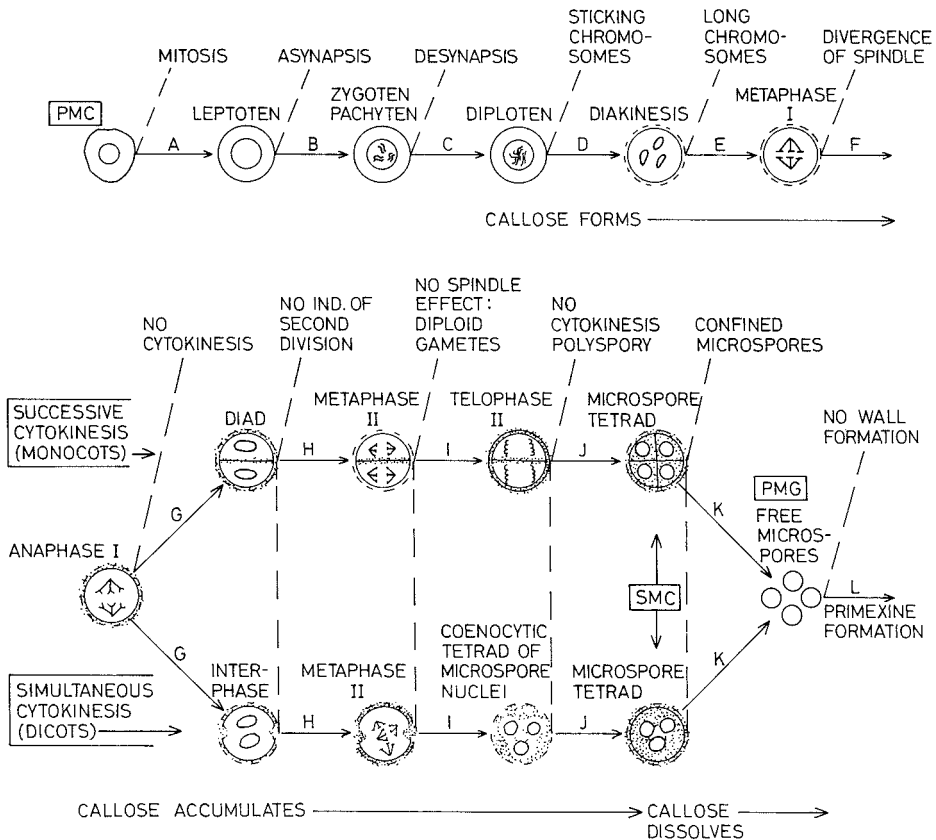 STICKING
CHROMO-
SOMES
LONG
CHROMO-
SOMES
DIVERGENCE
OF SPINDLE
MITOSIS
ASYNAPSIS
DESYNAPSIS
PMC
LEPTOTEN
ZYGOTEN
PACHYTEN
DIPLOTEN
DIAKINESIS
METAPHASE
I
A
B
C
D
E
F
CALLOSE FORMS
NO
CYTOKINESIS
NO IND. OF
SECOND
DIVISION
NO SPINDLE
EFFECT:
DIPLOID
GAMETES
NO
CYTOKINESIS
POLYSPORY
CONFINED
MICROSPORES
NO WALL
FORMATION
SUCCESSIVE
CYTOKINESIS
(MONOCOTS)
DIAD
METAPHASE
II
TELOPHASE
II
MICROSPORE
TETRAD
H
I
J
G
K
PMG
FREE
MICROS-
PORES
ANAPHASE I
SMC
L
PRIMEXINE
FORMATION
G
K
SIMULTANEOUS
CYTOKINESIS
(DICOTS)
INTER-
PHASE
METAPHASE
II
COENOCYTIC
TETRAD OF
MICROSPORE
NUCLEI
MICROSPORE
TETRAD
H
I
J
CALLOSE ACCUMULATES
CALLOSE
DISSOLVES